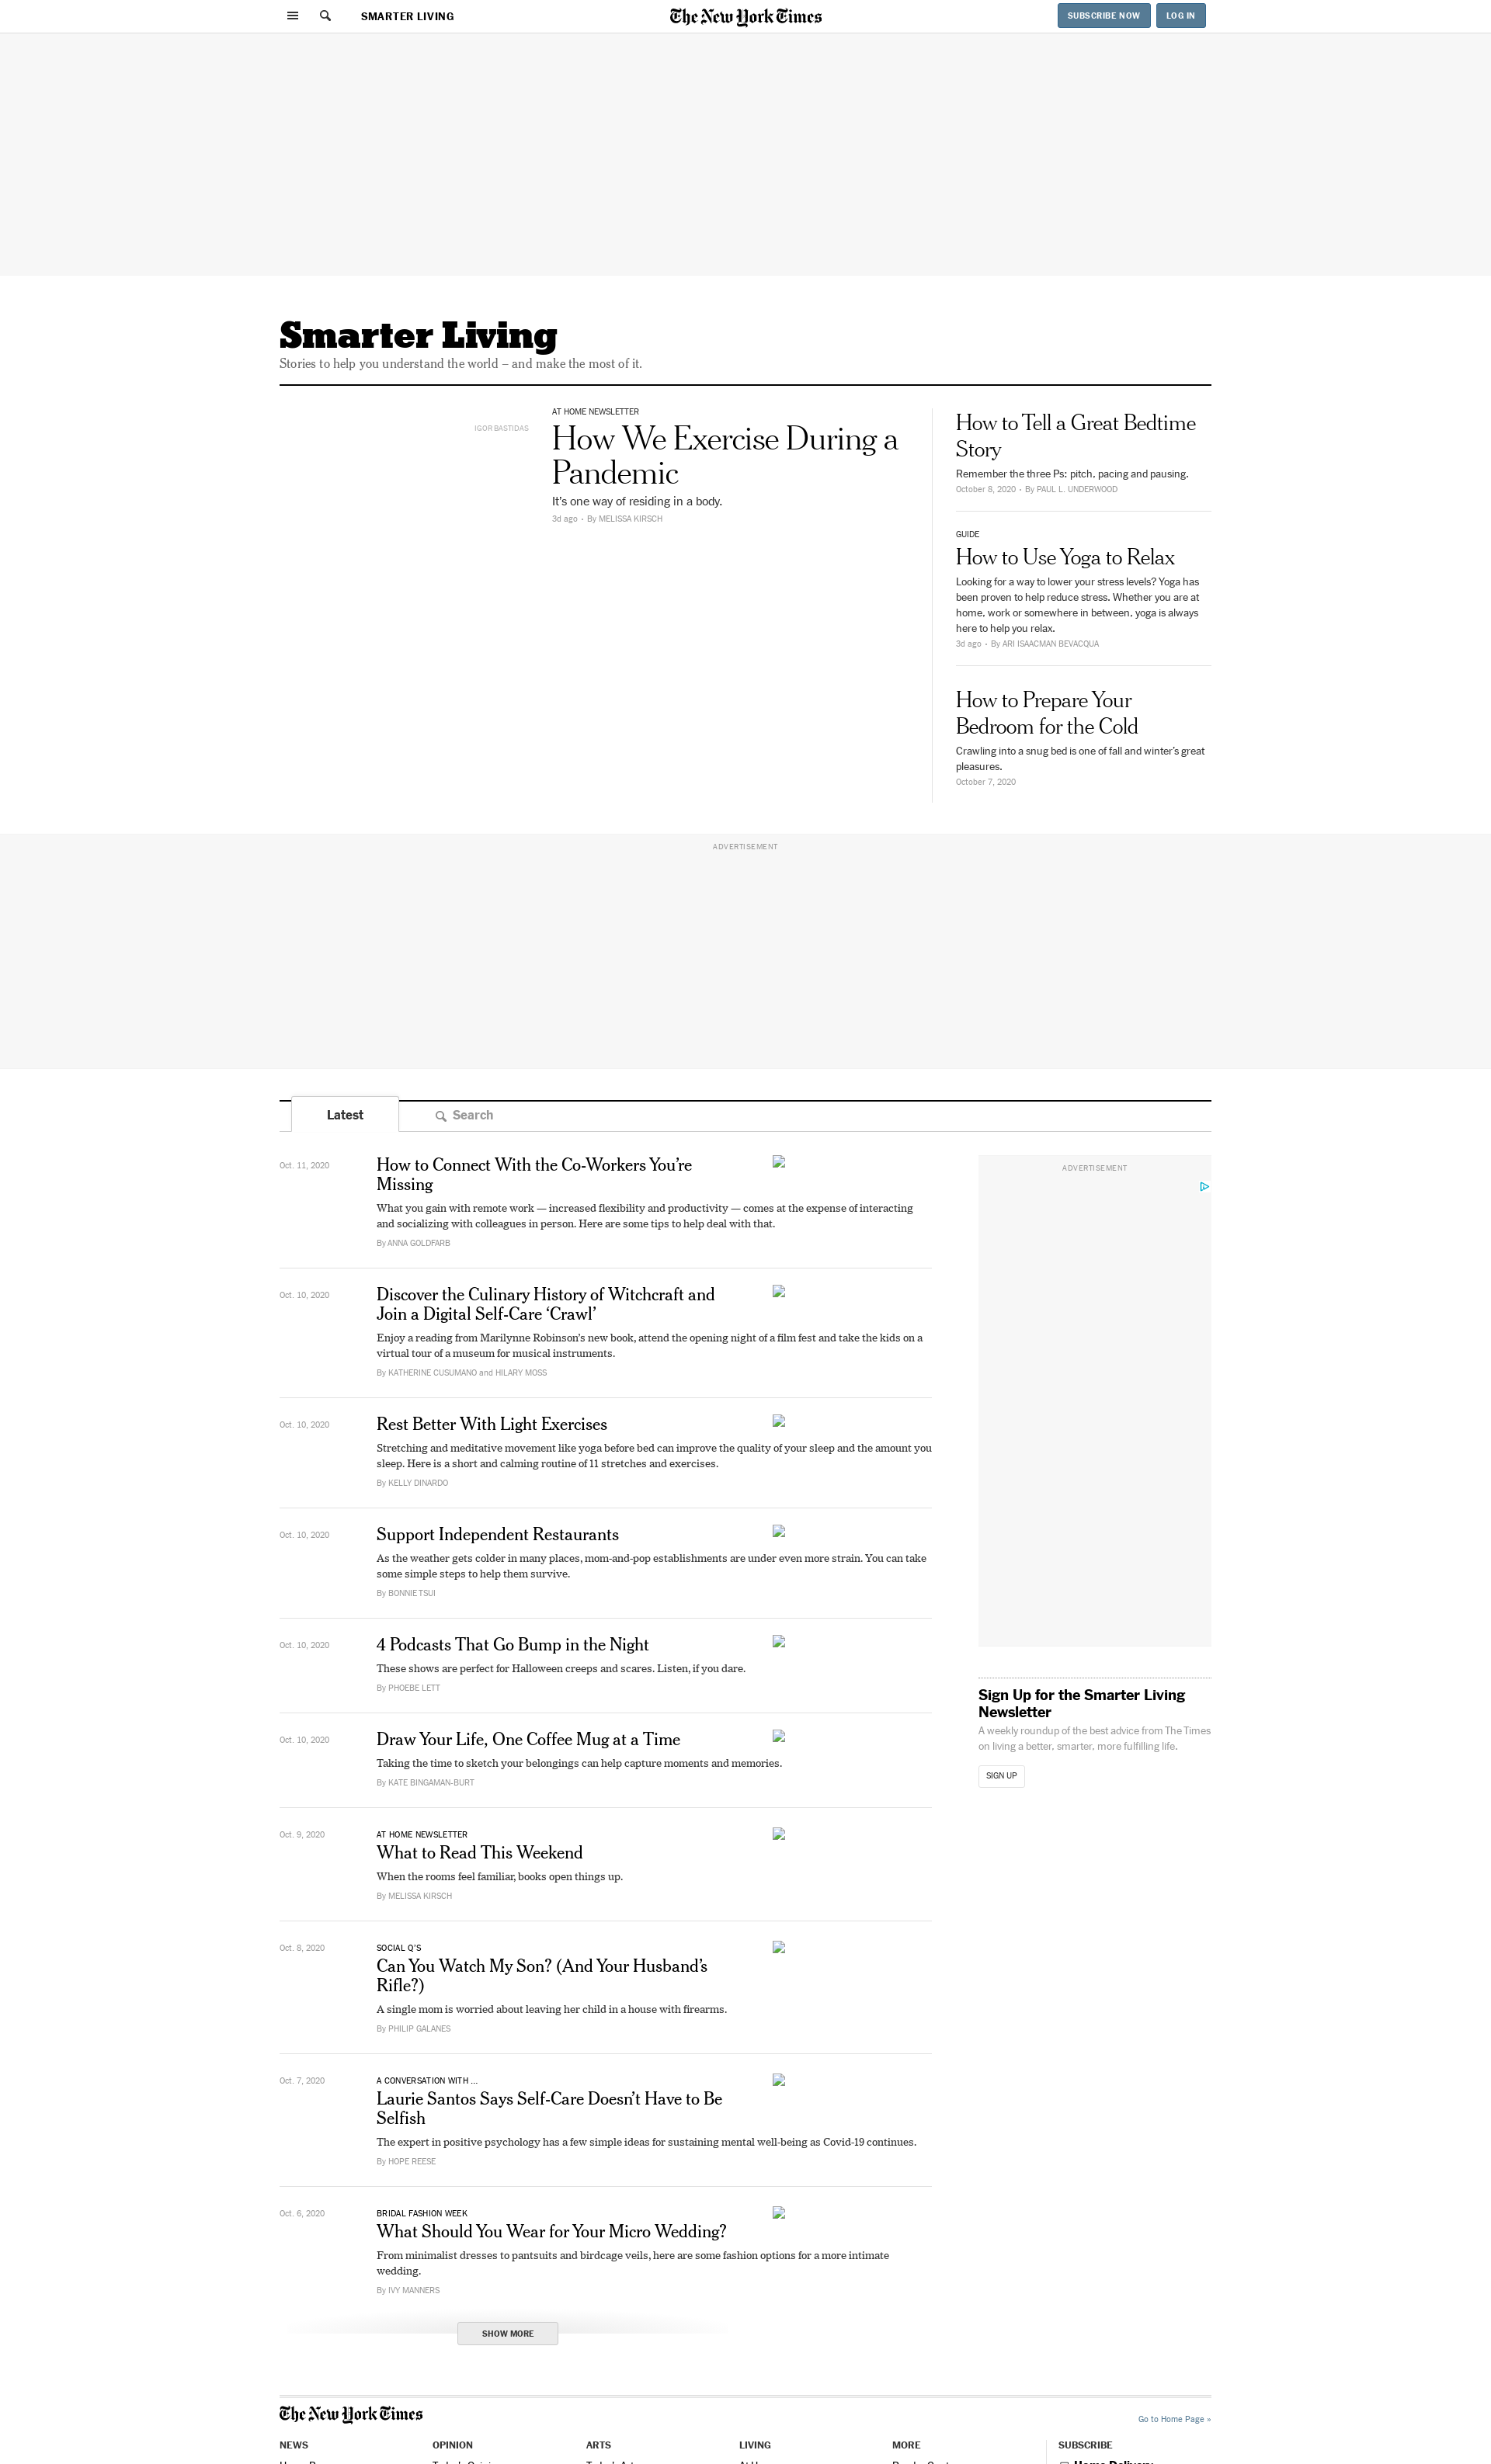 SMARTER LIVING
The New York Times
SUBSCRIBE NOW
LOG IN
Smarter Living
Stories to help you understand the world – and make the most of it.
IGOR BASTIDAS
AT HOME NEWSLETTER
How We Exercise During a
Pandemic
It's one way of residing in a body.
3d ago • By MELISSA KIRSCH
How to Tell a Great Bedtime
Story
Remember the three Ps: pitch, pacing and pausing.
October 8, 2020 • By PAUL L. UNDERWOOD
GUIDE
How to Use Yoga to Relax
Looking for a way to lower your stress levels? Yoga has
been proven to help reduce stress. Whether you are at
home, work or somewhere in between, yoga is always
here to help you relax.
3d ago • By ARI ISAACMAN BEVACQUA
How to Prepare Your
Bedroom for the Cold
Crawling into a snug bed is one of fall and winter's great
pleasures.
October 7, 2020
ADVERTISEMENT
Latest
Search
Oct. 11, 2020
How to Connect With the Co-Workers You're
Missing
What you gain with remote work — increased flexibility and productivity — comes at the expense of interacting
and socializing with colleagues in person. Here are some tips to help deal with that.
By ANNA GOLDFARB
Oct. 10, 2020
Discover the Culinary History of Witchcraft and
Join a Digital Self-Care 'Crawl'
Enjoy a reading from Marilynne Robinson's new book, attend the opening night of a film fest and take the kids on a
virtual tour of a museum for musical instruments.
By KATHERINE CUSUMANO and HILARY MOSS
Oct. 10, 2020
Rest Better With Light Exercises
Stretching and meditative movement like yoga before bed can improve the quality of your sleep and the amount you
sleep. Here is a short and calming routine of 11 stretches and exercises.
By KELLY DINARDO
Oct. 10, 2020
Support Independent Restaurants
As the weather gets colder in many places, mom-and-pop establishments are under even more strain. You can take
some simple steps to help them survive.
By BONNIE TSUI
Oct. 10, 2020
4 Podcasts That Go Bump in the Night
These shows are perfect for Halloween creeps and scares. Listen, if you dare.
By PHOEBE LETT
Oct. 10, 2020
Draw Your Life, One Coffee Mug at a Time
Taking the time to sketch your belongings can help capture moments and memories.
By KATE BINGAMAN-BURT
Oct. 9, 2020
AT HOME NEWSLETTER
What to Read This Weekend
When the rooms feel familiar, books open things up.
By MELISSA KIRSCH
Oct. 8, 2020
SOCIAL Q'S
Can You Watch My Son? (And Your Husband's
Rifle?)
A single mom is worried about leaving her child in a house with firearms.
By PHILIP GALANES
Oct. 7, 2020
A CONVERSATION WITH ...
Laurie Santos Says Self-Care Doesn't Have to Be
Selfish
The expert in positive psychology has a few simple ideas for sustaining mental well-being as Covid-19 continues.
By HOPE REESE
Oct. 6, 2020
BRIDAL FASHION WEEK
What Should You Wear for Your Micro Wedding?
From minimalist dresses to pantsuits and birdcage veils, here are some fashion options for a more intimate
wedding.
By IVY MANNERS
SHOW MORE
ADVERTISEMENT
Sign Up for the Smarter Living
Newsletter
A weekly roundup of the best advice from The Times
on living a better, smarter, more fulfilling life.
SIGN UP
The New York Times
Go to Home Page »
NEWS
OPINION
ARTS
LIVING
MORE
SUBSCRIBE